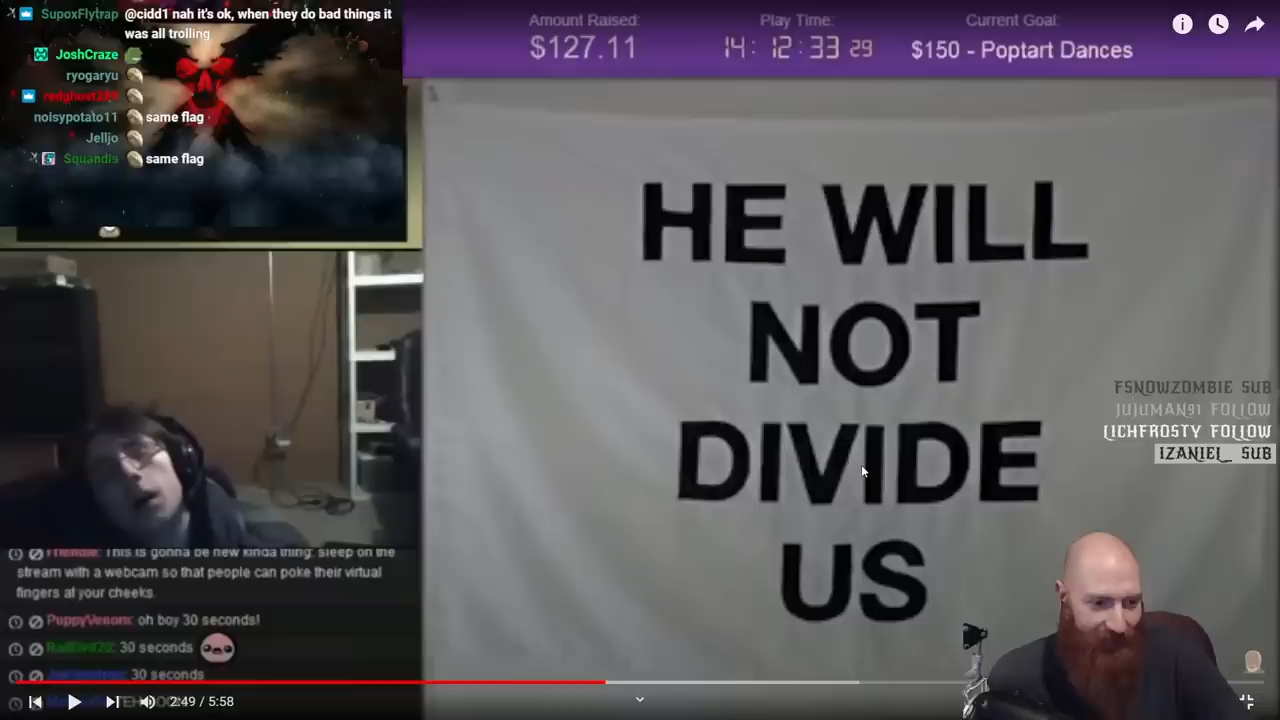 SupoxFlytrap @cidd1 nah it's ok, when they do bad things it
was all trolling
JoshCraze
ryogaryu
redghost289
noisypotato11 same flag
Jelljo
Squandis same flag
Amount Raised:
$127.11
Play Time:
14:12:33 29
Current Goal:
$150 - Poptart Dances
HE WILL
NOT
DIVIDE
US
FSNOWZOMBIE SUB
JUJUMAN91 FOLLOW
LICHFROSTY FOLLOW
IZANIEL_ SUB
This is gonna be new kinda thing: sleep on the
stream with a webcam so that people can poke their virtual
fingers at your cheeks.
PuppyVenom: oh boy 30 seconds!
30 seconds
30 seconds
2:49 / 5:58